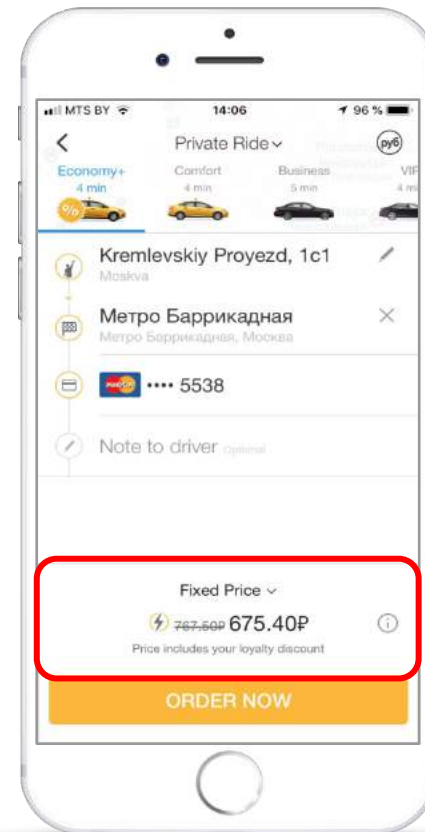 MTS BY 14:06 96 %
Private Ride руб
Economy+ Comfort Business VIP
4 min 4 min 5 min 4 mi
%
Kremlevskiy Proyezd, 1c1
Moskva
Метро Баррикадная
Метро Баррикадная, Москва
•••• 5538
Note to driver Optional
Fixed Price
767.50₽ 675.40₽
Price includes your loyalty discount
ORDER NOW